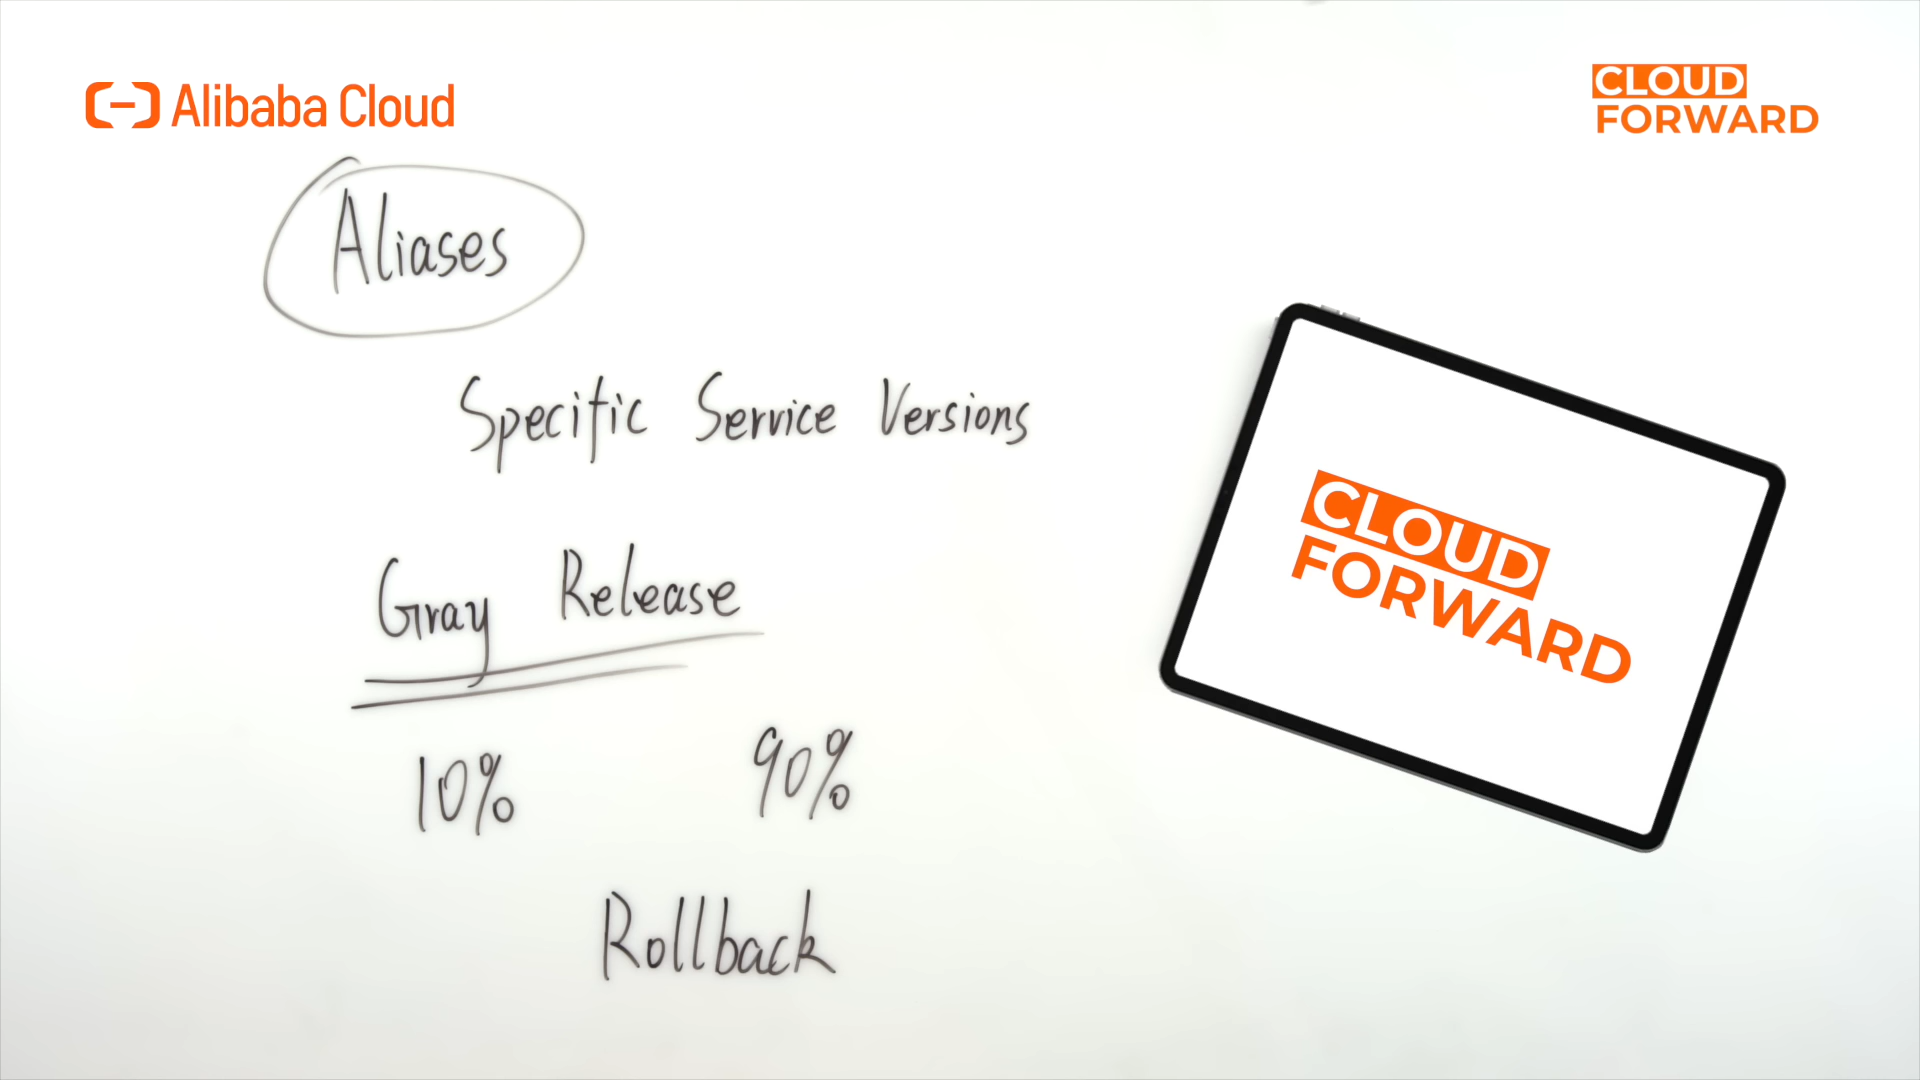 Alibaba Cloud
CLOUD
FORWARD
Aliases
Specific Service Versions
Gray Release
10% 90%
Rollback
CLOUD
FORWARD